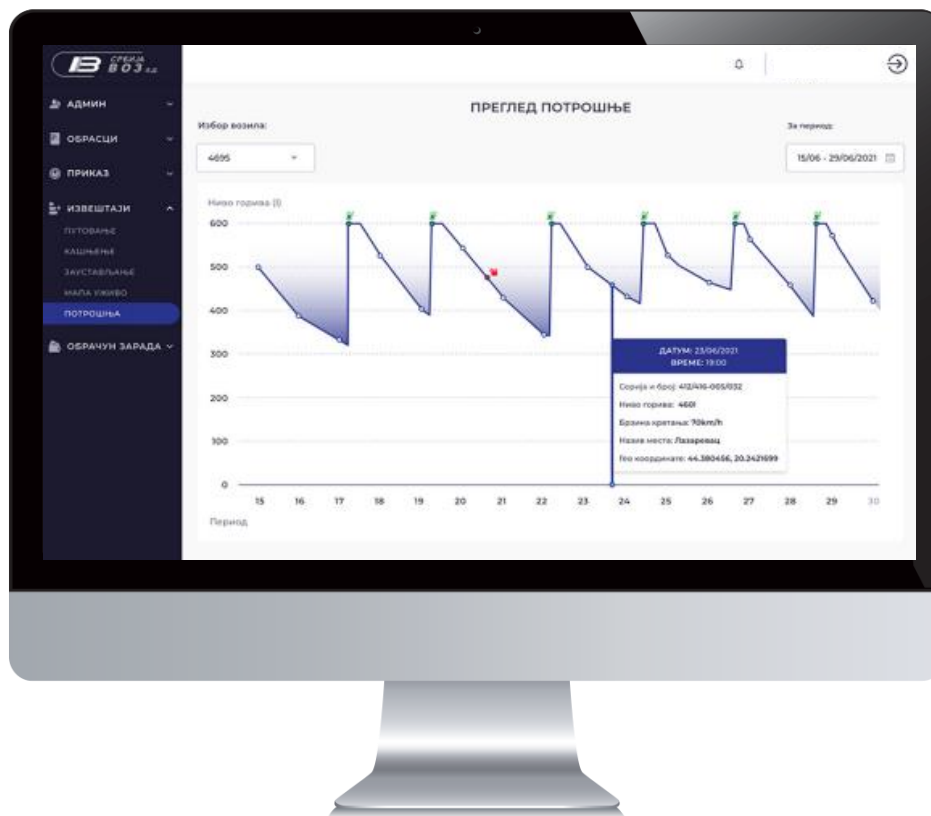 СРБИЈА
ВОЗ а.д.
АДМИН
ОБРАСЦИ
ПРИКАЗ
ИЗВЕШТАЈИ
ПУТОВАЊЕ
КАШЊЕЊЕ
ЗАУСТАВЉАЊЕ
МАПА УЖИВО
ПОТРОШЊА
ОБРАЧУН ЗАРАДА
ПРЕГЛЕД ПОТРОШЊЕ
Избор возила:
4695
За период:
15/06 - 29/06/2021
Ниво горива (l)
600
500
400
300
200
100
0
15 16 17 18 19 20 21 22 23 24 25 26 27 28 29 30
Период
ДАТУМ: 23/06/2021
ВРЕМЕ: 19:00
Серија и број: 412/416-005/032
Ниво горива: 460l
Брзина кретања: 70km/h
Назив места: Лазаревац
Гео координате: 44.380456, 20.2421699